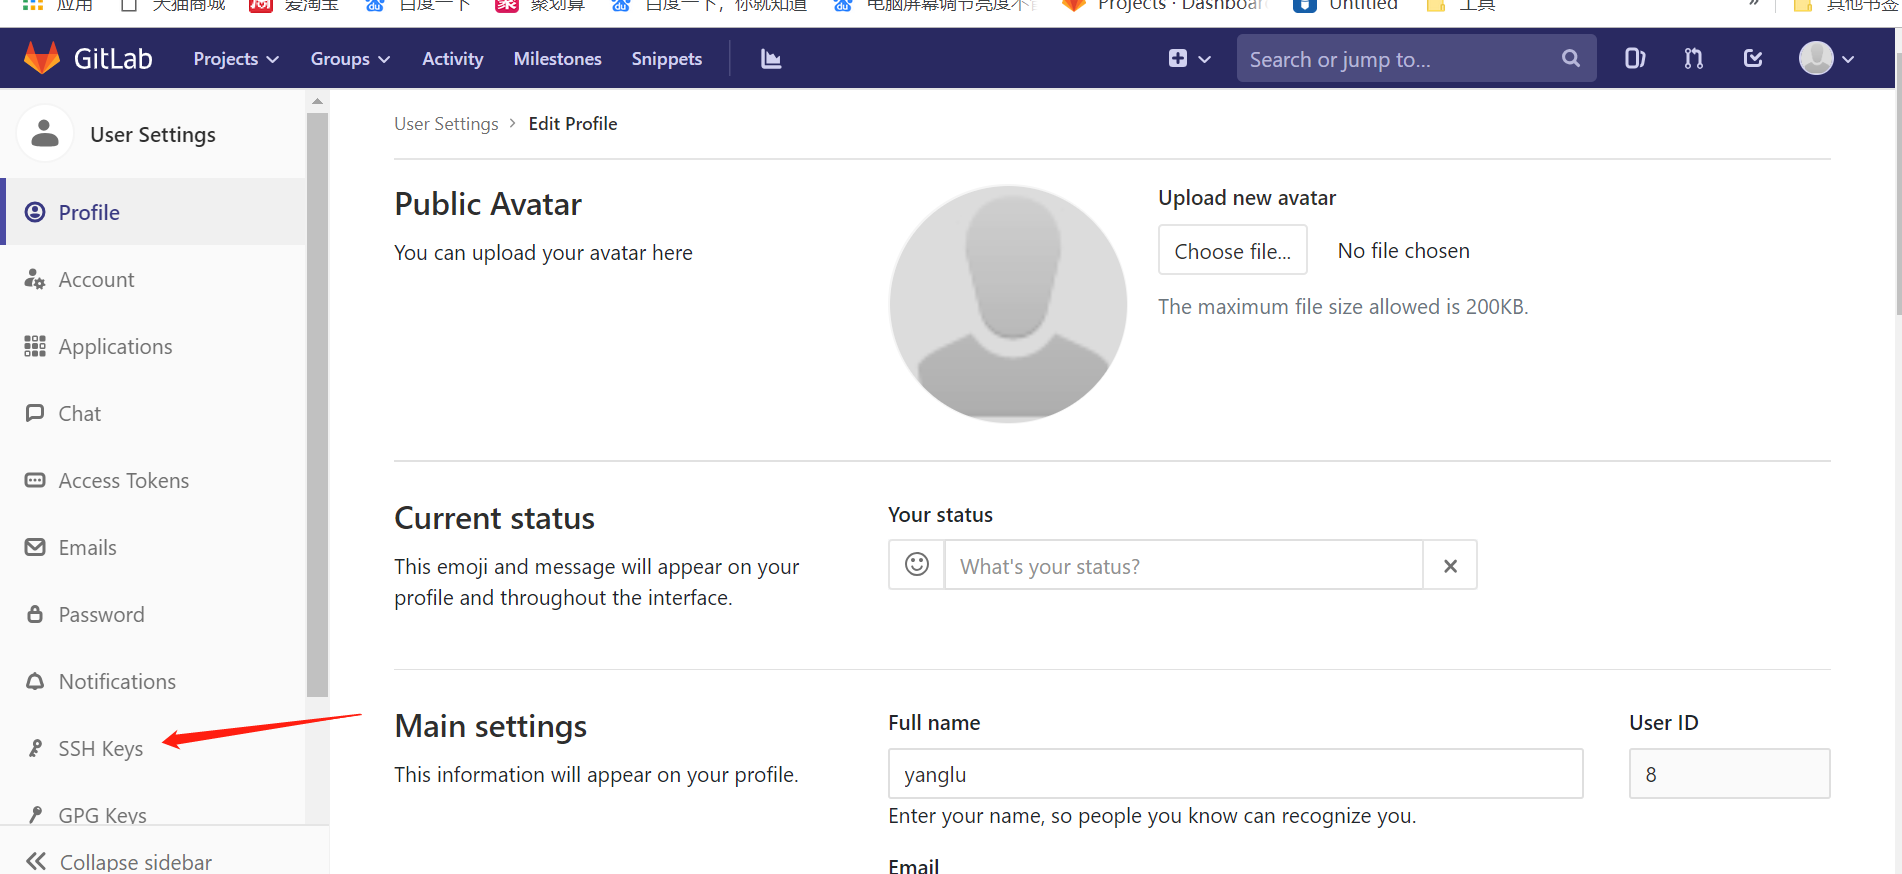 应用 天猫商城 爱淘宝 百度一下 聚划算 百度一下，你就知道 电脑屏幕调节亮度不 Projects · Dashboar Untitled 工具 » 其他书签
GitLab Projects Groups Activity Milestones Snippets Search or jump to...
User Settings
Profile
Account
Applications
Chat
Access Tokens
Emails
Password
Notifications
SSH Keys
GPG Keys
Collapse sidebar
User Settings > Edit Profile
Public Avatar
You can upload your avatar here
Upload new avatar
Choose file... No file chosen
The maximum file size allowed is 200KB.
Current status
This emoji and message will appear on your
profile and throughout the interface.
Your status
What's your status?
Main settings
This information will appear on your profile.
Full name
yanglu
Enter your name, so people you know can recognize you.
User ID
8
Email